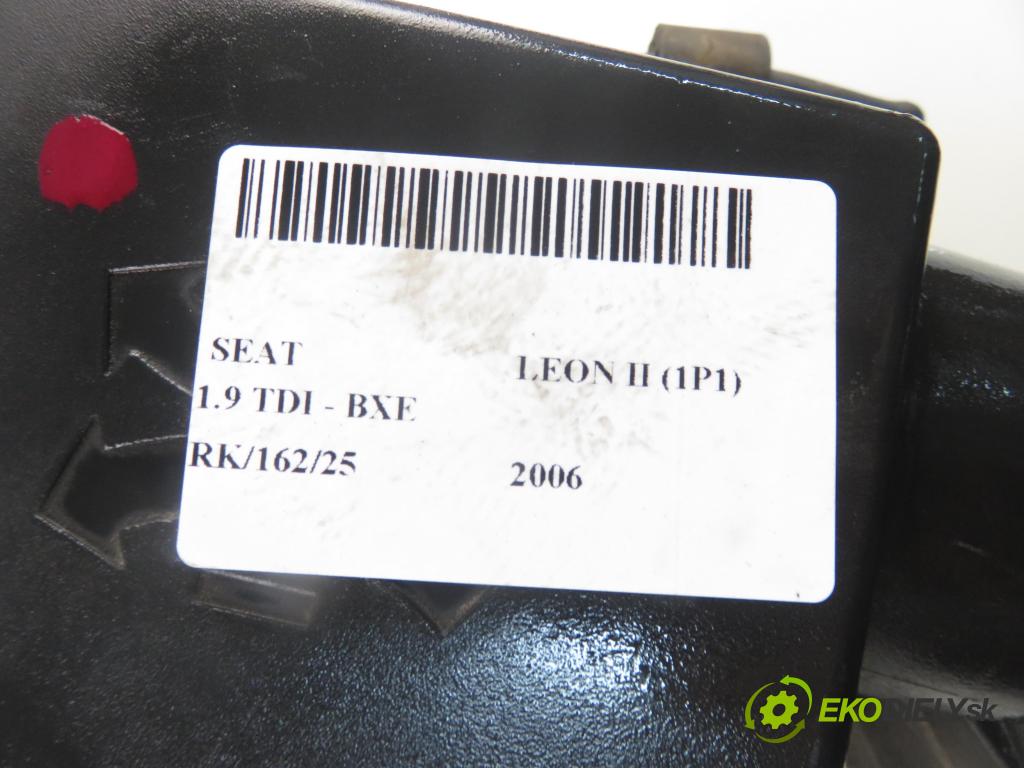 SEAT LEON II (1P1)
1.9 TDI - BXE
RK/162/25 2006
EKODIELY.sk